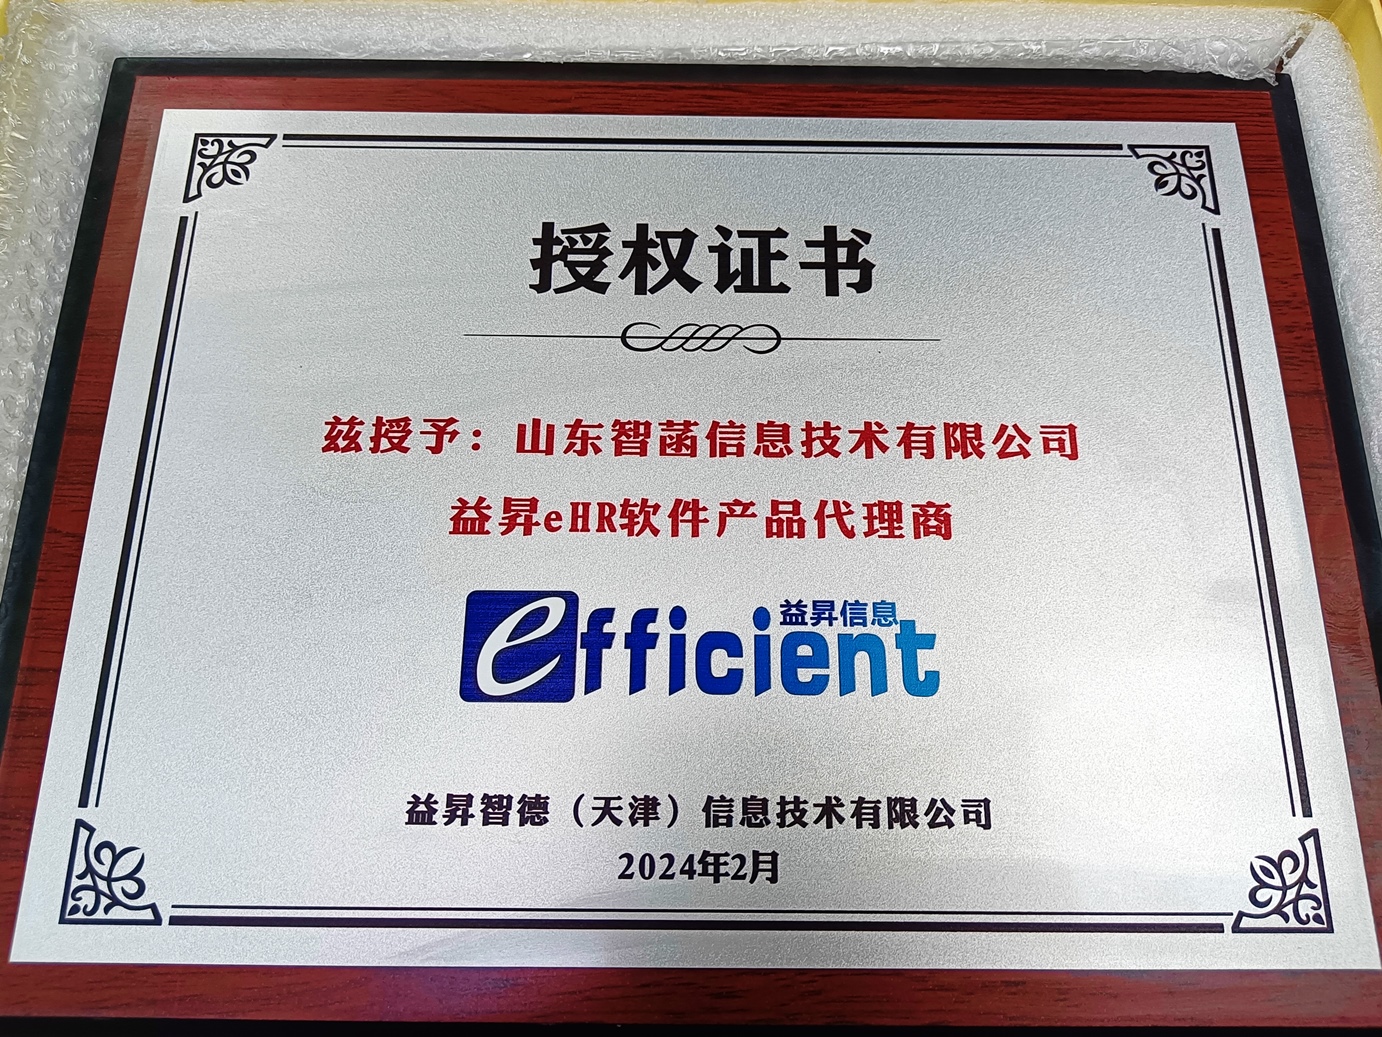 授权证书
兹授予：山东智菡信息技术有限公司
益昇eHR软件产品代理商
益昇信息
efficient
益昇智德（天津）信息技术有限公司
2024年2月